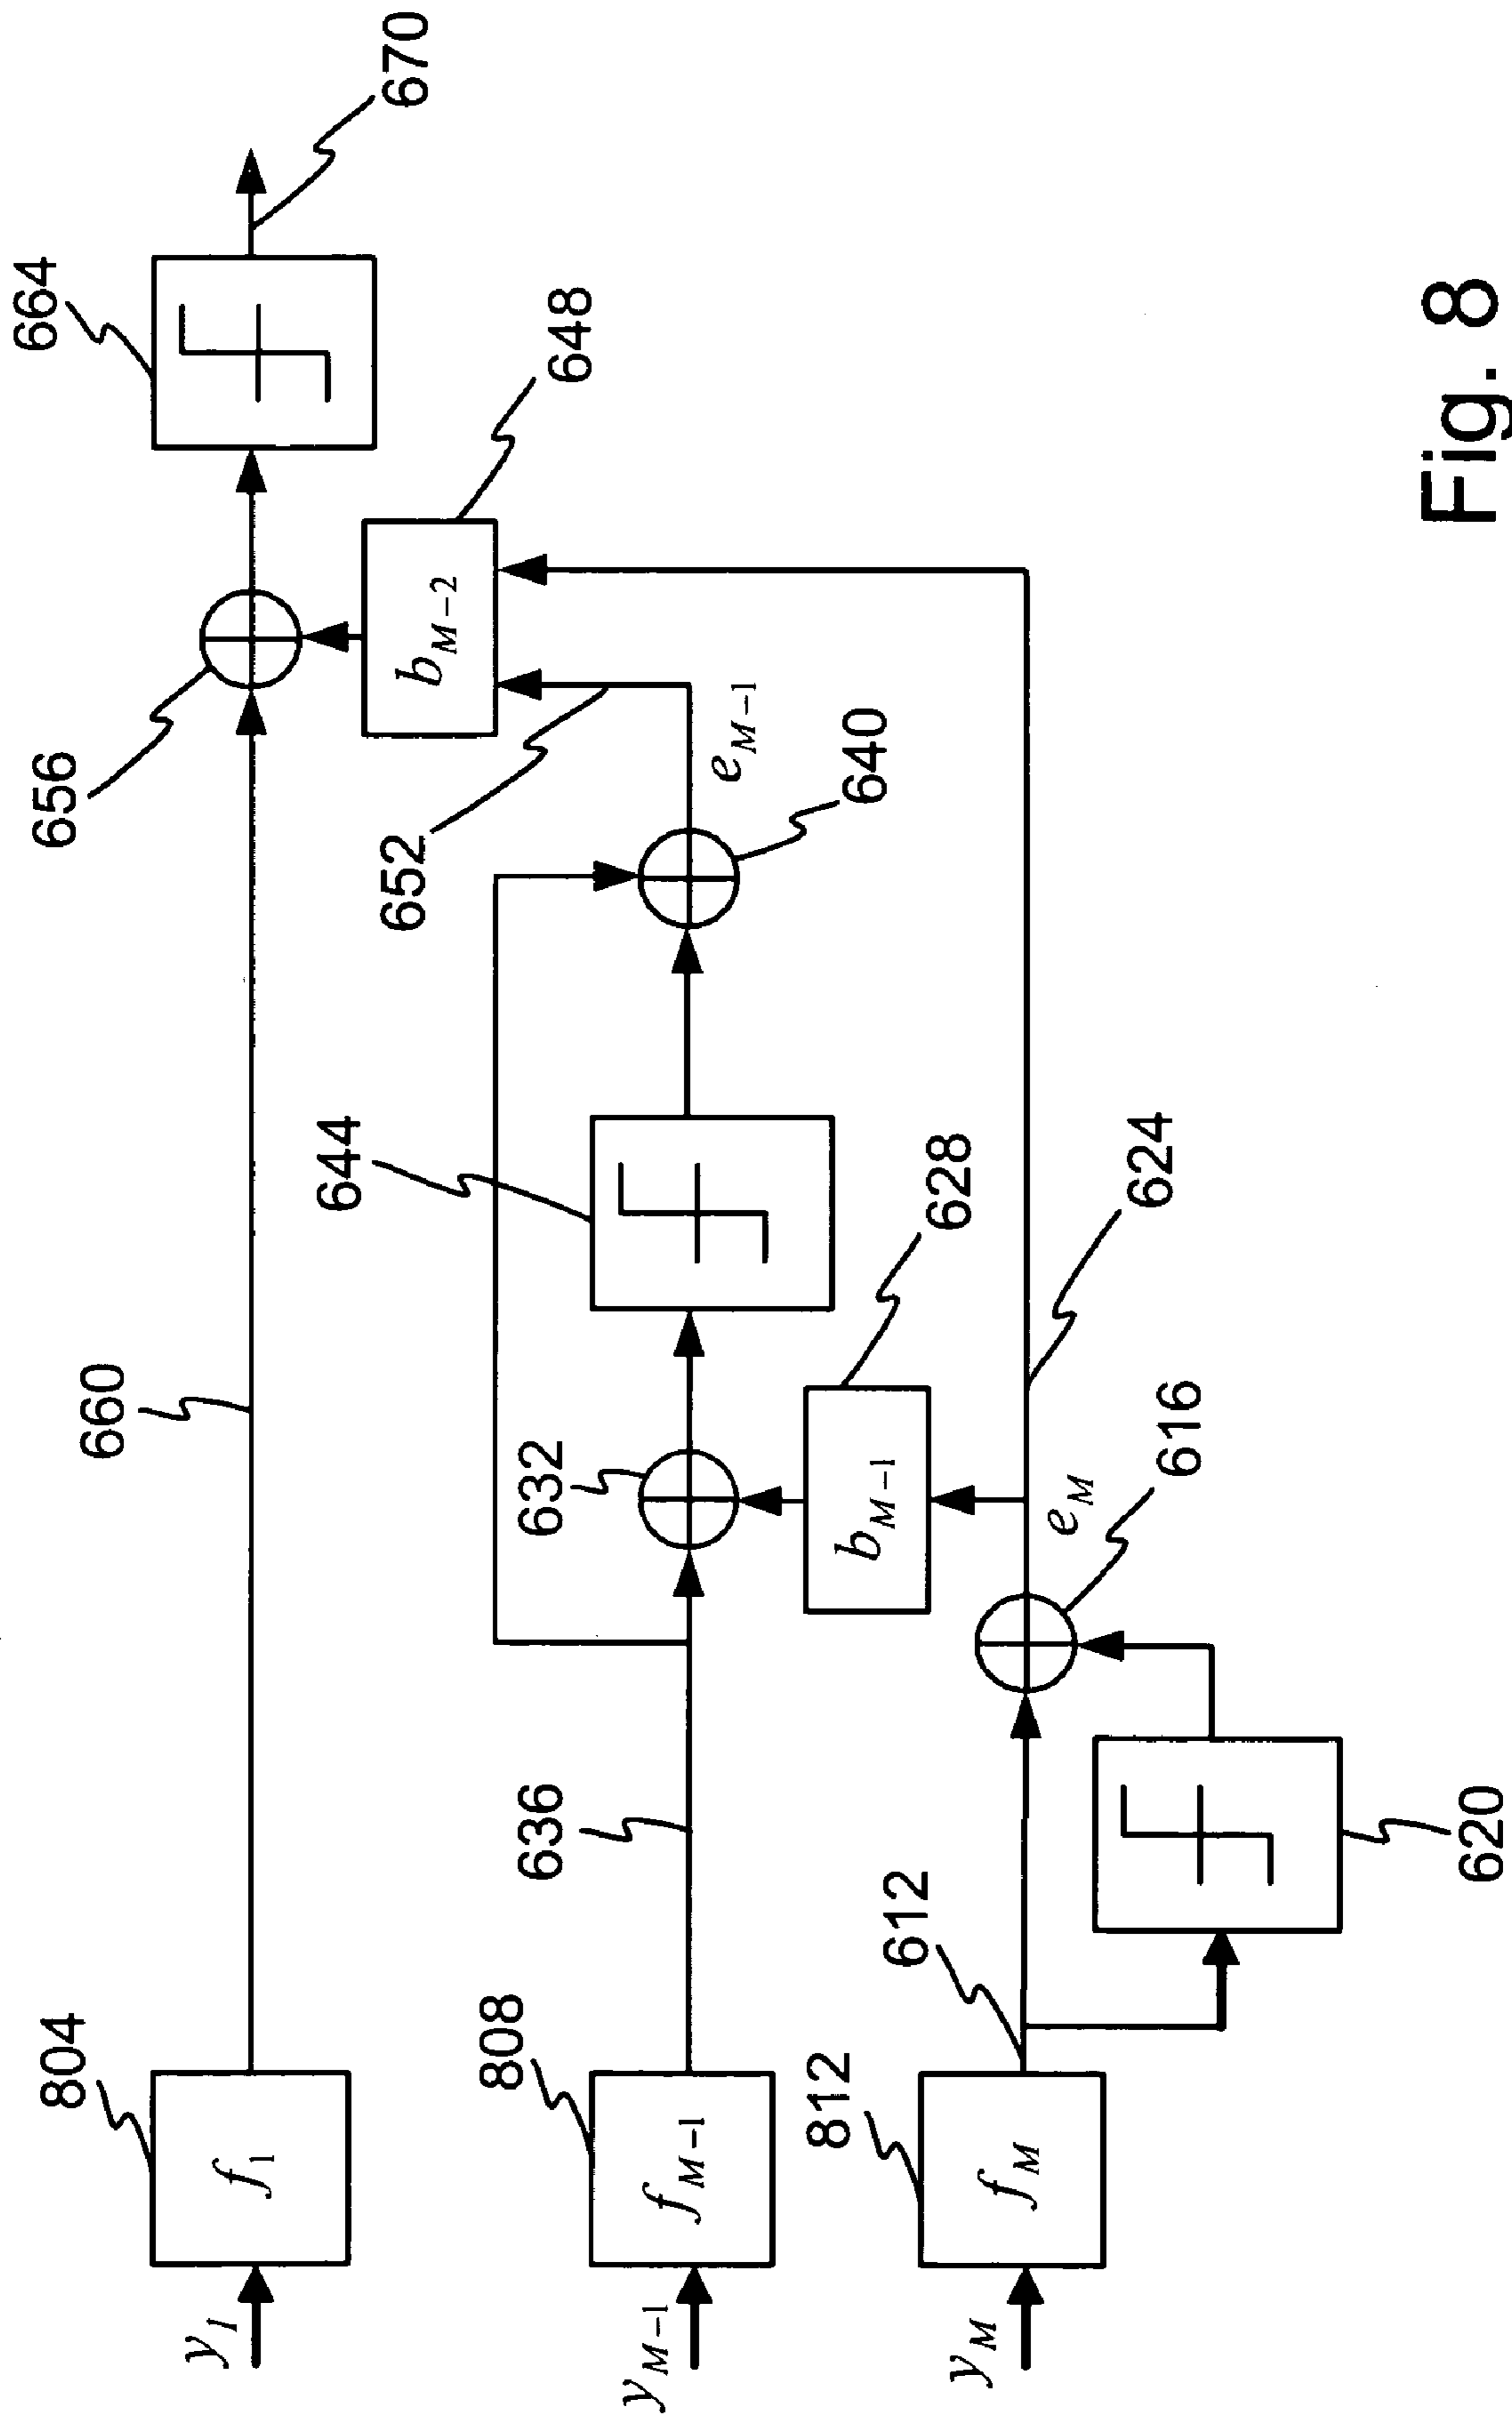 664
670
656
648
660
652
b_{M-2}
e_{M-1}
640
644
804
f_1
y_1
632
628
b_{M-1}
636
624
e_M
616
808
f_{M-1}
y_{M-1}
612
620
812
f_M
y_M
Fig. 8